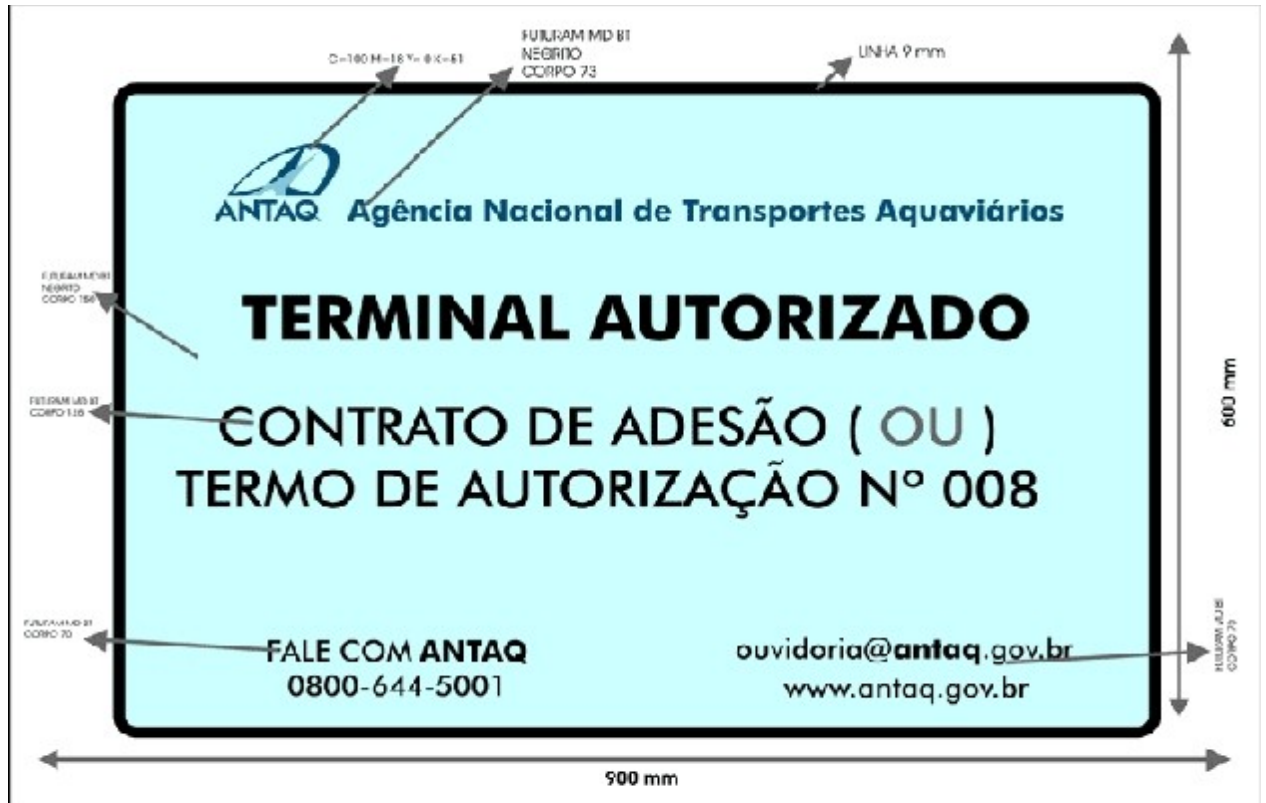 FUTURAM MD BT
NEGRITO
CORPO 73
LINHA 9 mm
ANTAQ Agência Nacional de Transportes Aquaviários
NEGRITO
TERMINAL AUTORIZADO
CONTRATO DE ADESÃO ( OU )
TERMO DE AUTORIZAÇÃO Nº 008
600 mm
FALE COM ANTAQ
0800-644-5001
ouvidoria@antaq.gov.br
www.antaq.gov.br
900 mm